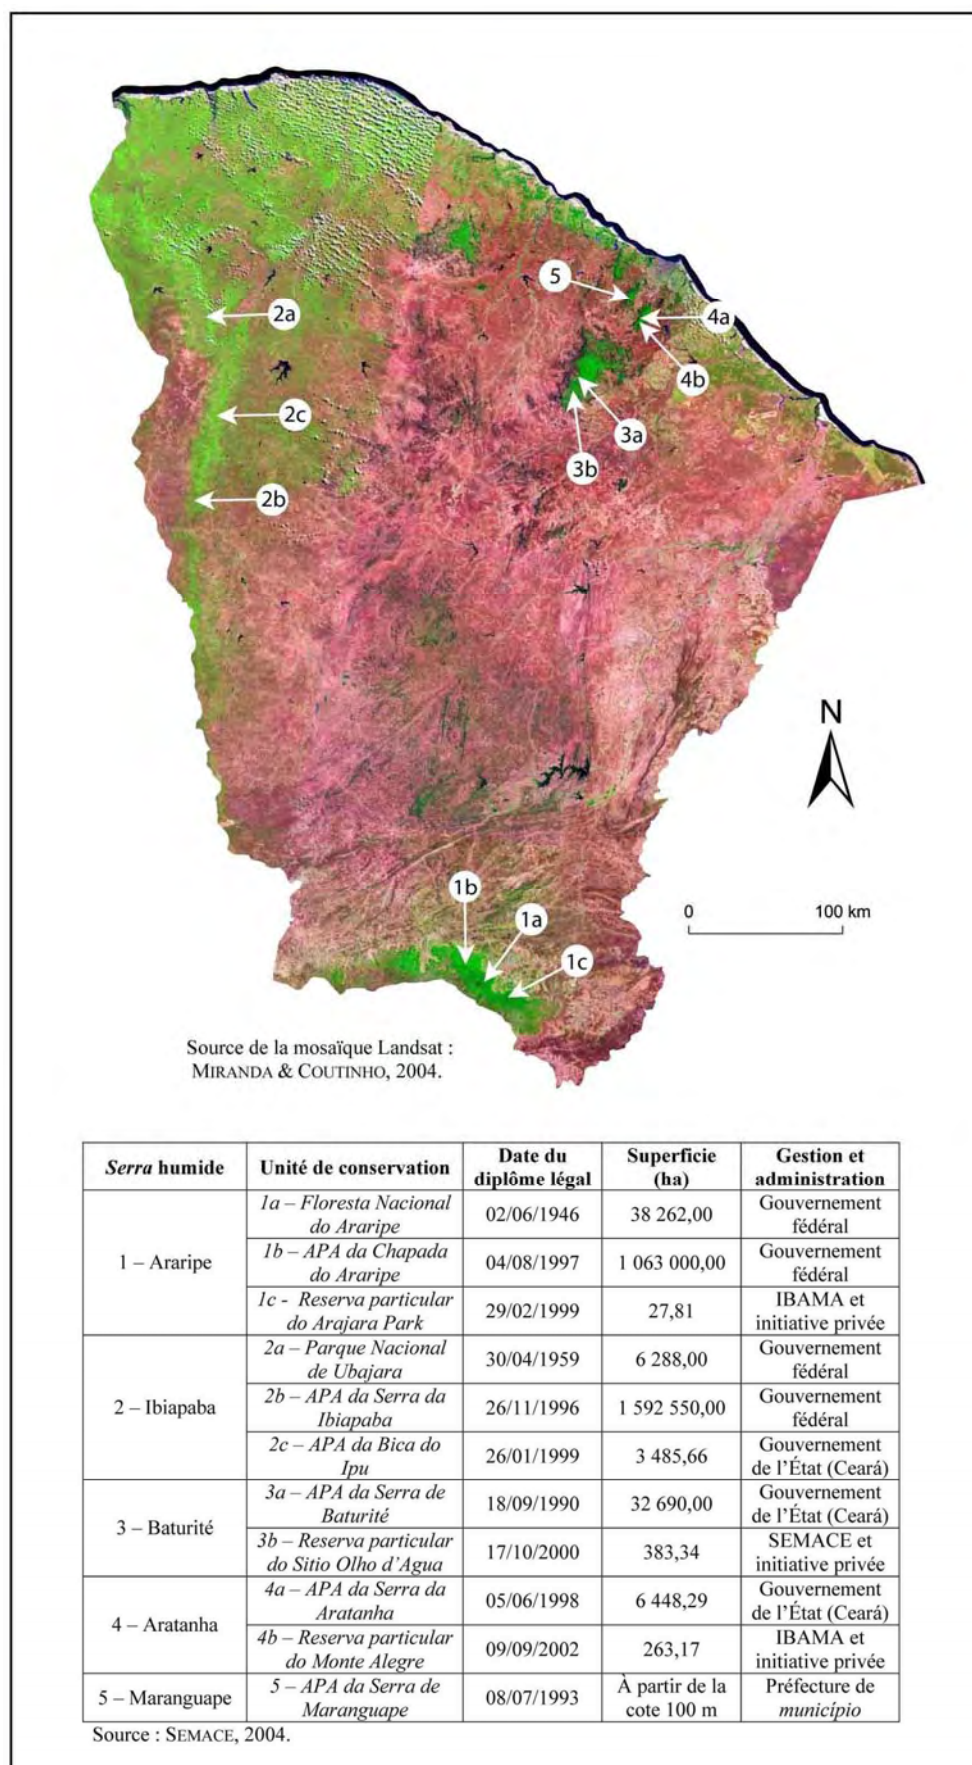 5
4a
2a
4b
2c
3a
3b
2b
N
0 100 km
1b
1a
1c
Source de la mosaïque Landsat :
MIRANDA & COUTINHO, 2004.
Serra humide Unité de conservation Date du diplôme légal Superficie (ha) Gestion et administration
1 – Araripe
1a – Floresta Nacional do Araripe 02/06/1946 38 262,00 Gouvernement fédéral
1b – APA da Chapada do Araripe 04/08/1997 1 063 000,00 Gouvernement fédéral
1c - Reserva particular do Arajara Park 29/02/1999 27,81 IBAMA et initiative privée
2 – Ibiapaba
2a – Parque Nacional de Ubajara 30/04/1959 6 288,00 Gouvernement fédéral
2b – APA da Serra da Ibiapaba 26/11/1996 1 592 550,00 Gouvernement fédéral
2c – APA da Bica do Ipu 26/01/1999 3 485,66 Gouvernement de l'État (Ceará)
3 – Baturité
3a – APA da Serra de Baturité 18/09/1990 32 690,00 Gouvernement de l'État (Ceará)
3b – Reserva particular do Sitio Olho d'Agua 17/10/2000 383,34 SEMACE et initiative privée
4 – Aratanha
4a – APA da Serra da Aratanha 05/06/1998 6 448,29 Gouvernement de l'État (Ceará)
4b – Reserva particular do Monte Alegre 09/09/2002 263,17 IBAMA et initiative privée
5 – Maranguape
5 – APA da Serra de Maranguape 08/07/1993 À partir de la cote 100 m Préfecture de município
Source : SEMACE, 2004.